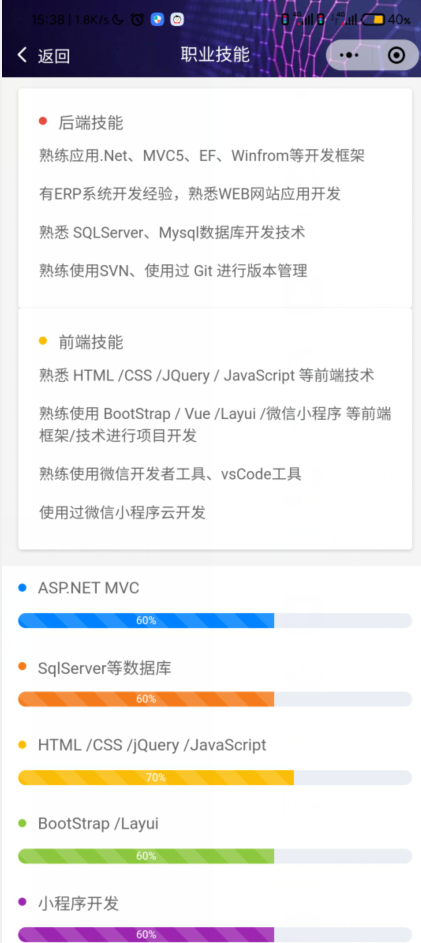 15:38 | 1.8K/s 40%
返回 职业技能
后端技能
熟练应用.Net、MVC5、EF、Winfrom等开发框架
有ERP系统开发经验，熟悉WEB网站应用开发
熟悉 SQLServer、Mysql数据库开发技术
熟练使用SVN、使用过 Git 进行版本管理
前端技能
熟悉 HTML /CSS /JQuery / JavaScript 等前端技术
熟练使用 BootStrap / Vue /Layui /微信小程序 等前端
框架/技术进行项目开发
熟练使用微信开发者工具、vsCode工具
使用过微信小程序云开发
ASP.NET MVC
60%
SqlServer等数据库
60%
HTML /CSS /jQuery /JavaScript
70%
BootStrap /Layui
60%
小程序开发
60%